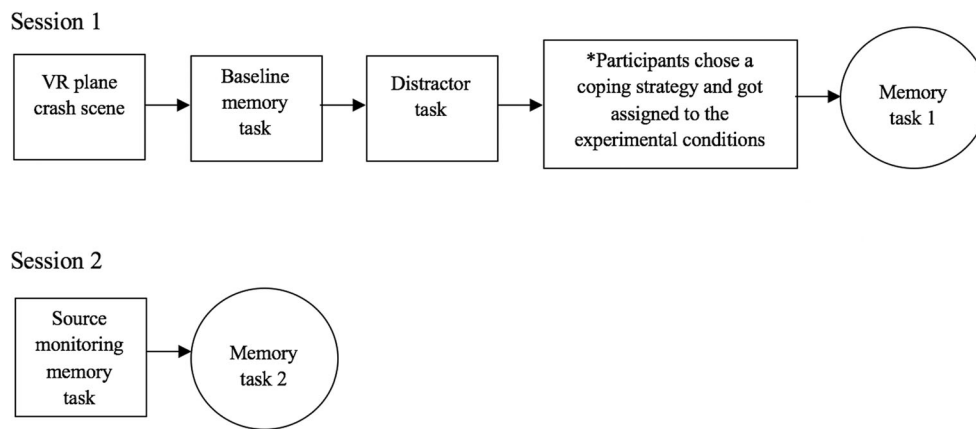 Session 1
VR plane
crash scene
Baseline
memory
task
Distractor
task
*Participants chose a
coping strategy and got
assigned to the
experimental conditions
Memory
task 1
Session 2
Source
monitoring
memory
task
Memory
task 2